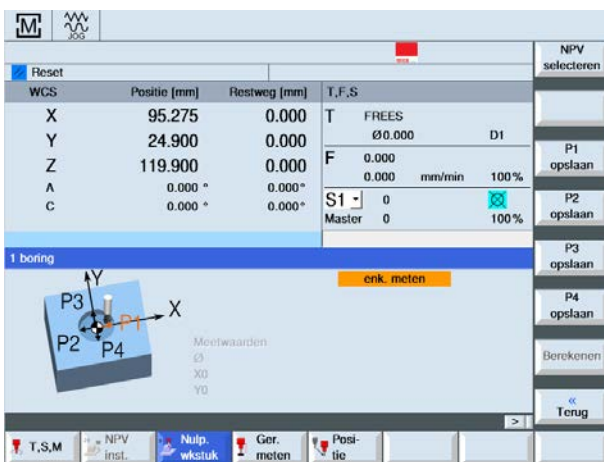 M JOG
NPV selecteren
Reset
WCS Positie [mm] Restweg [mm] T,F,S
X 95.275 0.000 T FREES
Ø0.000 D1
Y 24.900 0.000
Z 119.900 0.000 F 0.000
0.000 mm/min 100%
A 0.000 ° 0.000°
C 0.000 ° 0.000° S1 0
Master 0 100%
P1 opslaan
P2 opslaan
P3 opslaan
P4 opslaan
Berekenen
« Terug
1 boring
enk. meten
Y
P3
X
P1
P2
P4
Meetwaarden
Ø
X0
Y0
>
T,S,M
NPV inst.
Nulp. wkstuk
Ger. meten
Posi-
tie